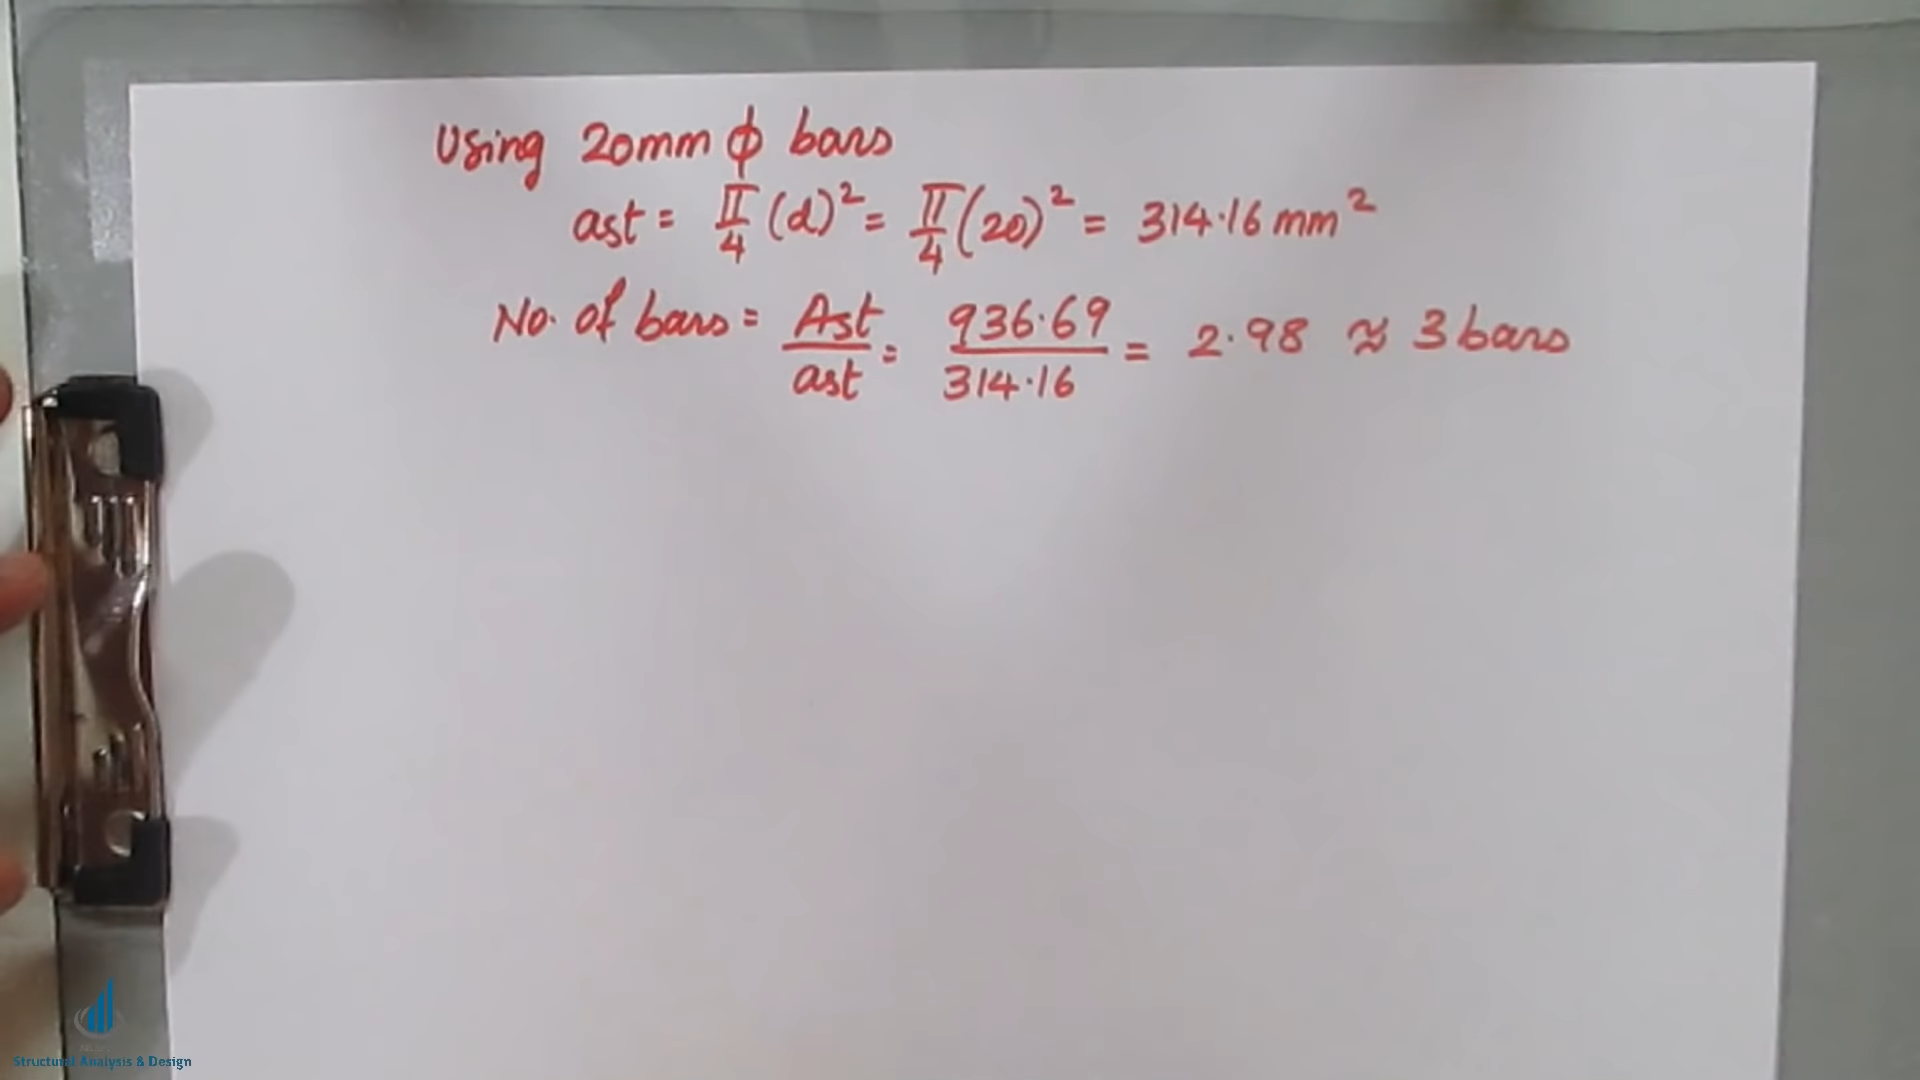 Using 20mm ϕ bars
ast = π/4 (d)² = π/4 (20)² = 314.16 mm²
No. of bars = Ast/ast = 936.69/314.16 = 2.98 ≈ 3 bars
Structural Analysis & Design